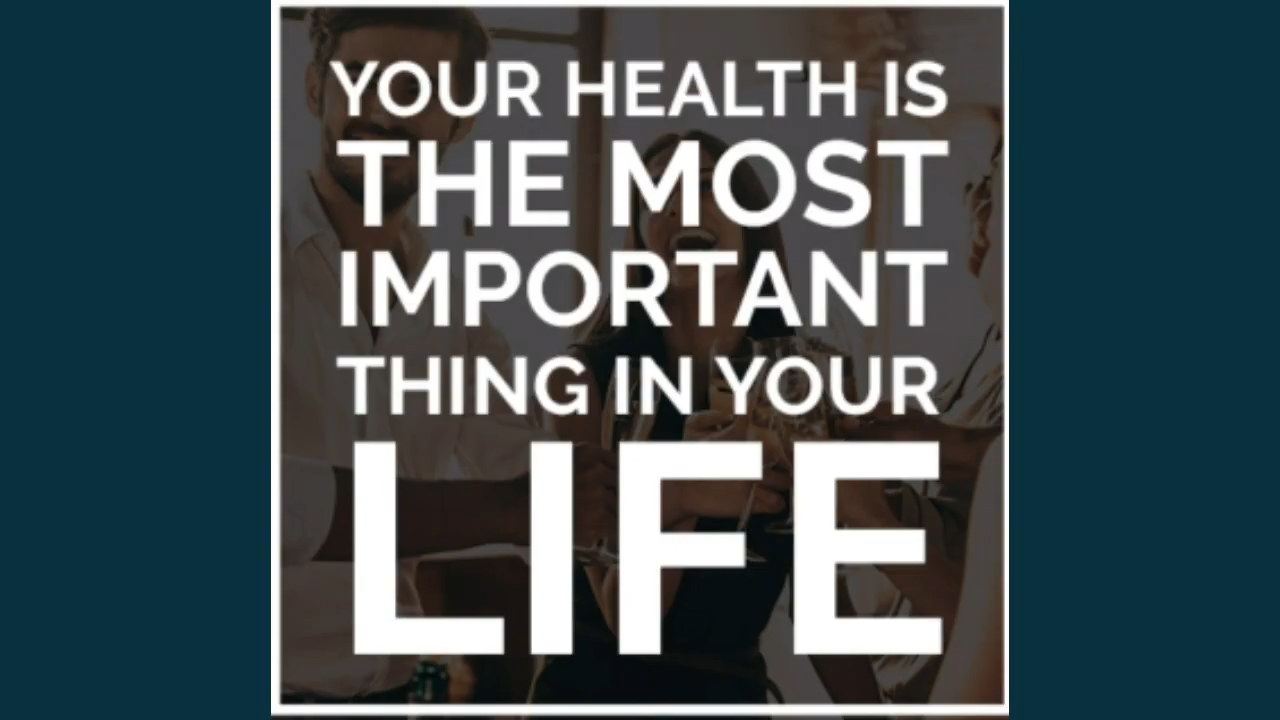 YOUR HEALTH IS
THE MOST
IMPORTANT
THING IN YOUR
LIFE